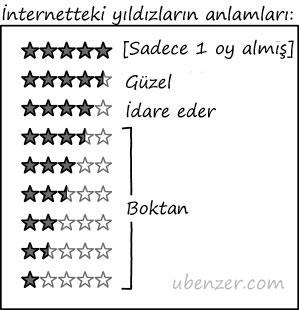 İnternetteki yıldızların anlamları:
[Sadece 1 oy almış]
Güzel
İdare eder
Boktan
ubenzer.com